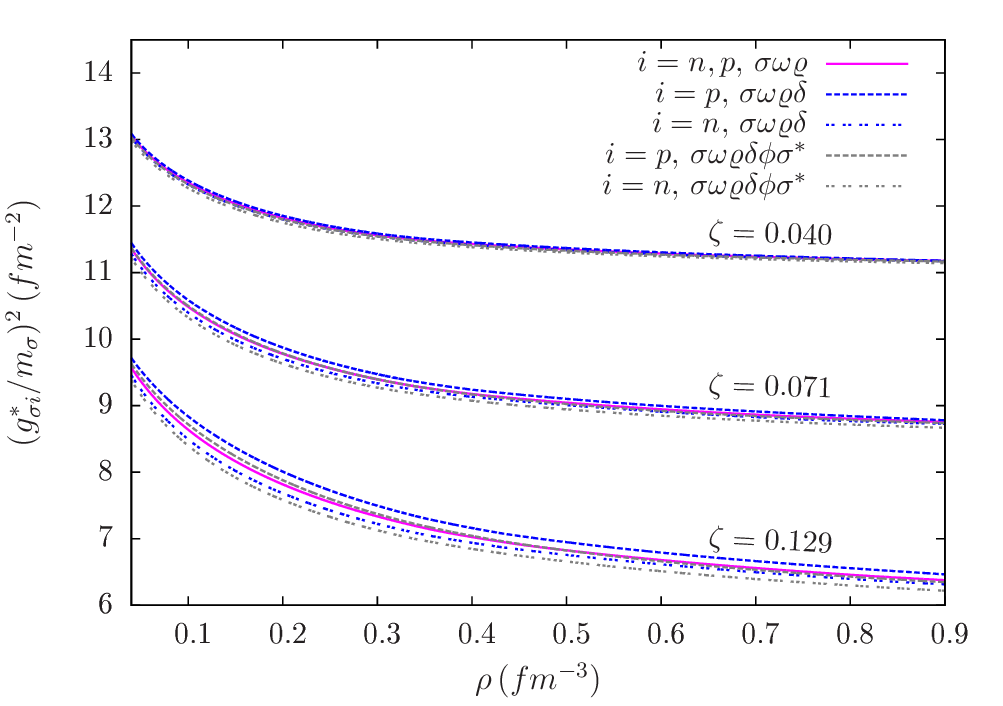 (g*σi/mσ)² (fm⁻²)
14
13
12
11
10
9
8
7
6
i = n, p, σωϱ
i = p, σωϱδ
i = n, σωϱδ
i = p, σωϱδϕσ*
i = n, σωϱδϕσ*
ζ = 0.040
ζ = 0.071
ζ = 0.129
0.1 0.2 0.3 0.4 0.5 0.6 0.7 0.8 0.9
ρ (fm⁻³)